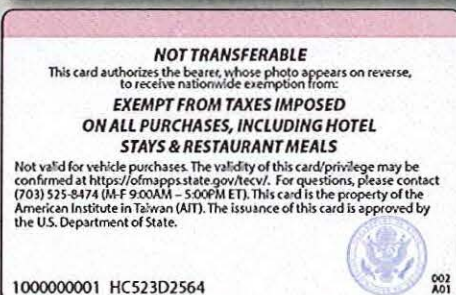 NOT TRANSFERABLE
This card authorizes the bearer, whose photo appears on reverse,
to receive nationwide exemption from:
EXEMPT FROM TAXES IMPOSED
ON ALL PURCHASES, INCLUDING HOTEL
STAYS & RESTAURANT MEALS
Not valid for vehicle purchases. The validity of this card/privilege may be
confirmed at https://ofmapps.state.gov/tecv/. For questions, please contact
(703) 525-8474 (M-F 9:00AM – 5:00PM ET). This card is the property of the
American Institute in Taiwan (AIT). The issuance of this card is approved by
the U.S. Department of State.
1000000001 HC523D2564
002
A01